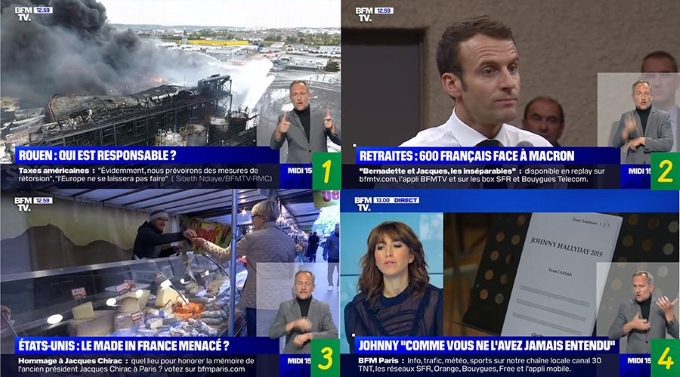 BFM
TV.
12:59
ROUEN : QUI EST RESPONSABLE ?
Taxes américaines : "Évidemment, nous prévoirons des mesures de
rétorsion", "l'Europe ne se laissera pas faire" (Sibeth Ndiaye/BFMTV-RMC)
MIDI 15
1
BFM
TV.
12:59
RETRAITES : 600 FRANÇAIS FACE À MACRON
"Bernadette et Jacques, les inséparables" : disponible en replay sur
bfmtv.com, l'appli BFMTV et sur les box SFR et Bouygues Telecom.
MIDI 15
2
BFM
TV.
12:59
ÉTATS-UNIS : LE MADE IN FRANCE MENACÉ ?
Hommage à Jacques Chirac : quel lieu pour honorer la mémoire de
l'ancien président Jacques Chirac à Paris ? votez sur bfmparis.com
MIDI 15
3
BFM
TV.
13:00 DIRECT
JOHNNY HALLYDAY 2019
JOHNNY "COMME VOUS NE L'AVEZ JAMAIS ENTENDU"
BFM Paris : Info, trafic, météo, sports sur notre chaîne locale canal 30
TNT, les réseaux SFR, Orange, Bouygues, Free et l'appli mobile.
MIDI 15
4